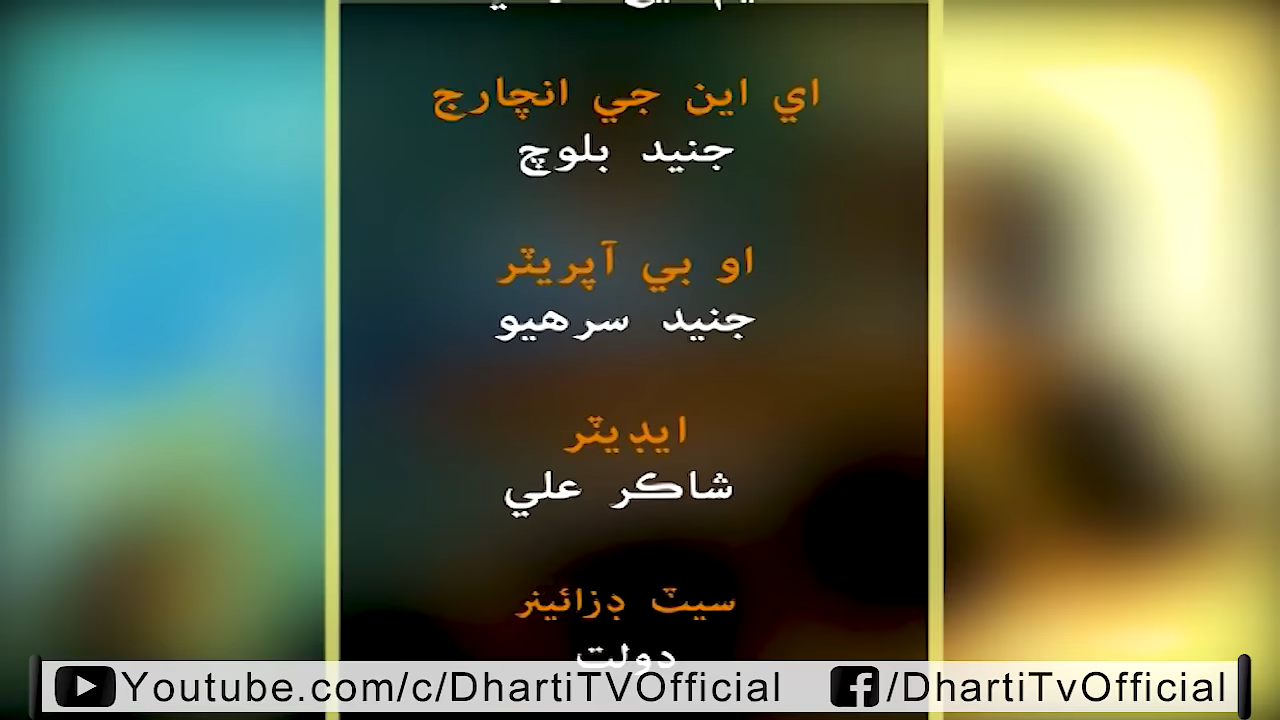 اي اين جي انچارج
جنيد بلوچ
او بي آپريٽر
جنيد سرهيو
ايڊيٽر
شاڪر علي
سيٽ ڊزائينر
دولت
Youtube.com/c/DhartiTVOfficial
/DhartiTvOfficial